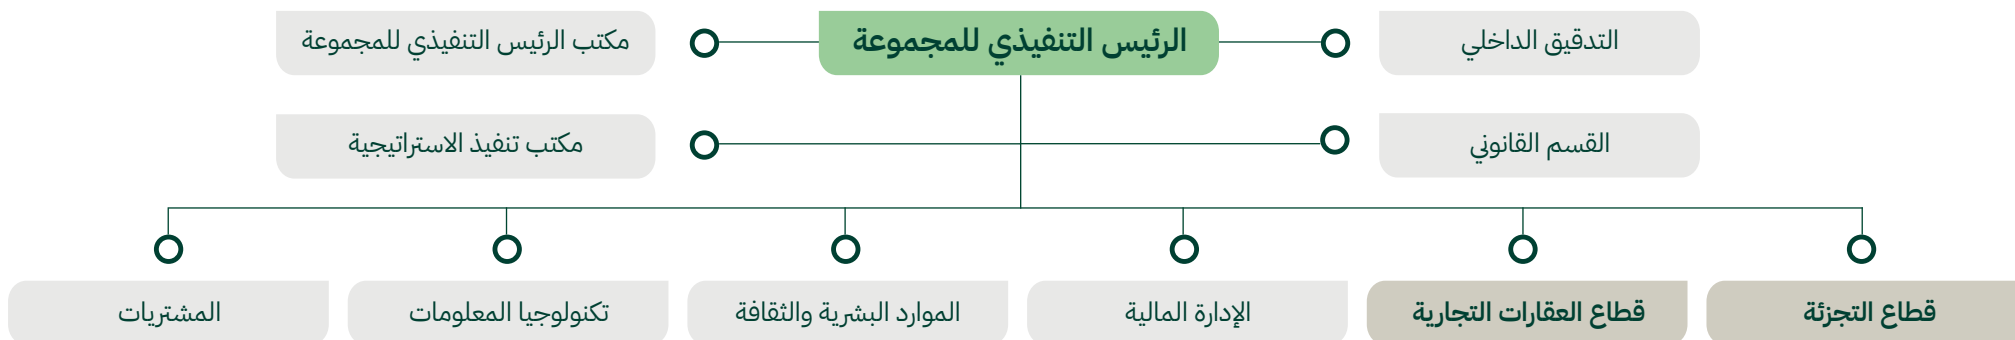 التدقيق الداخلي
الرئيس التنفيذي للمجموعة
مكتب الرئيس التنفيذي للمجموعة
القسم القانوني
مكتب تنفيذ الاستراتيجية
قطاع التجزئة
قطاع العقارات التجارية
الإدارة المالية
الموارد البشرية والثقافة
تكنولوجيا المعلومات
المشتريات